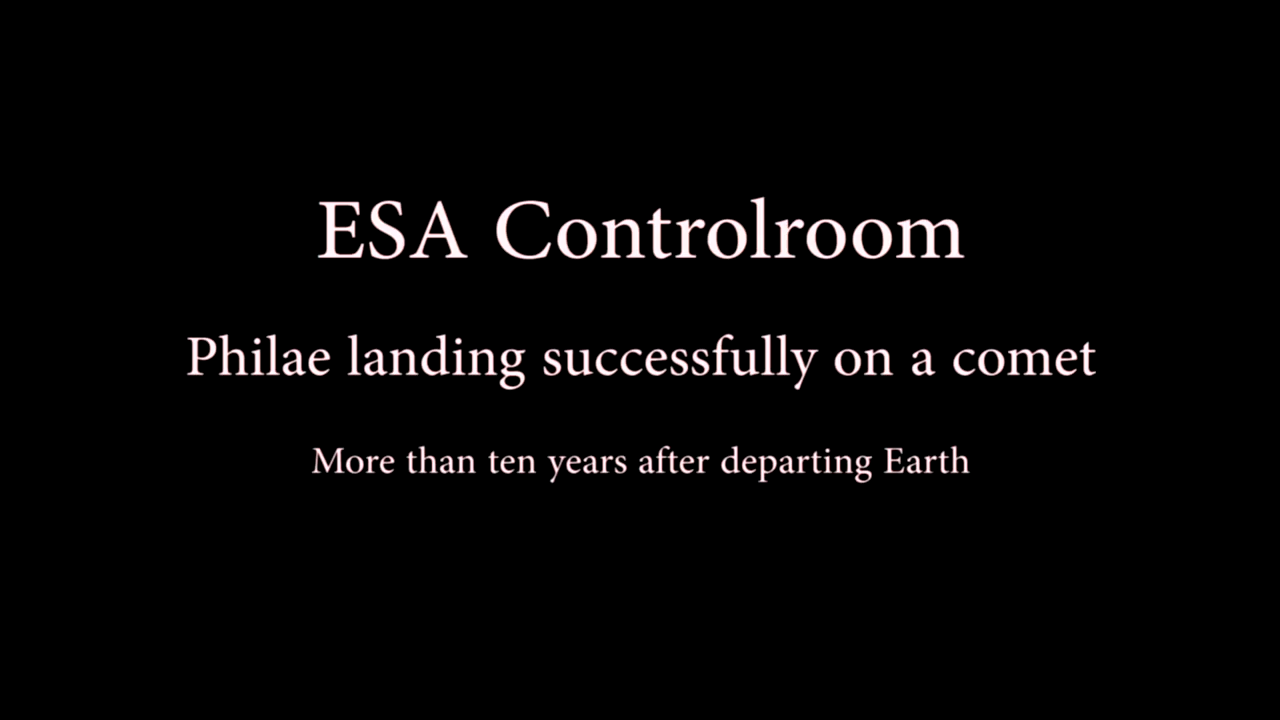 ESA Controlroom
Philae landing successfully on a comet
More than ten years after departing Earth